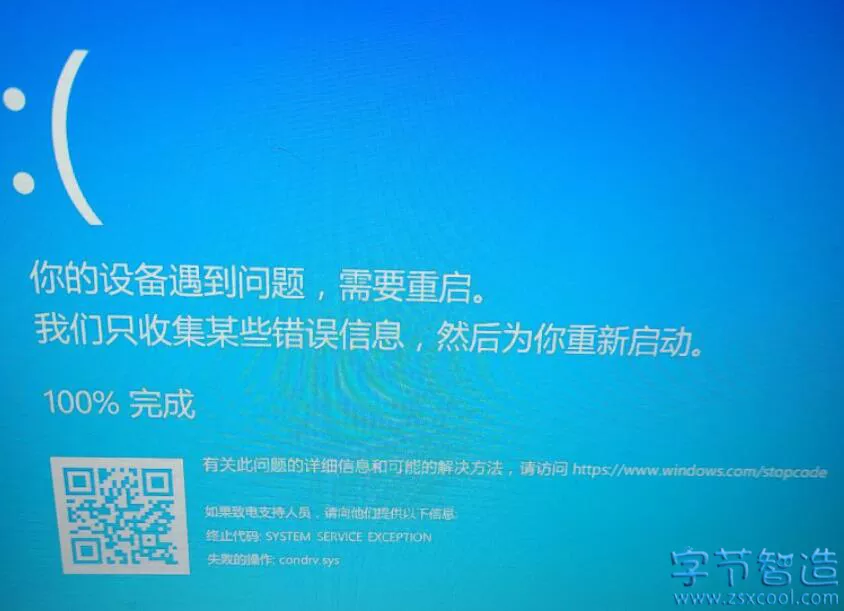 :(
你的设备遇到问题，需要重启。
我们只收集某些错误信息，然后为你重新启动。
100% 完成
有关此问题的详细信息和可能的解决方法，请访问 https://www.windows.com/stopcode
如果致电支持人员，请向他们提供以下信息:
终止代码: SYSTEM SERVICE EXCEPTION
失败的操作: condrv.sys
字节智造
www.zsxcool.com